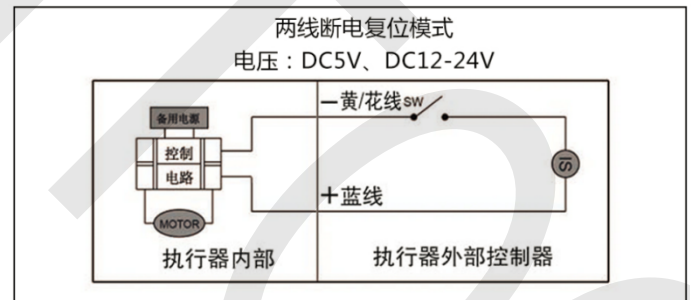 两线断电复位模式
电压：DC5V、DC12-24V
—黄/花线 SW
备用电源
控制
电路
IS
+蓝线
MOTOR
执行器内部
执行器外部控制器